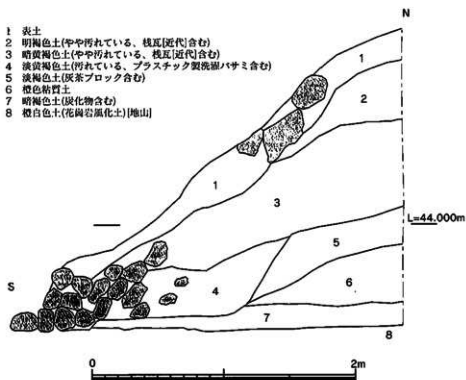 1 表土
2 明褐色土(やや汚れている、桟瓦[近代]含む)
3 暗黄褐色土(やや汚れている、桟瓦[近代]含む)
4 淡黄褐色土(汚れている、プラスチック製洗濯バサミ含む)
5 淡褐色土(灰茶ブロック含む)
6 橙色粘質土
7 暗褐色土(炭化物含む)
8 橙白色土(花崗岩風化土)[地山]
N
1
2
1
3
L=44.000m
5
S
4
6
7
8
0
2m